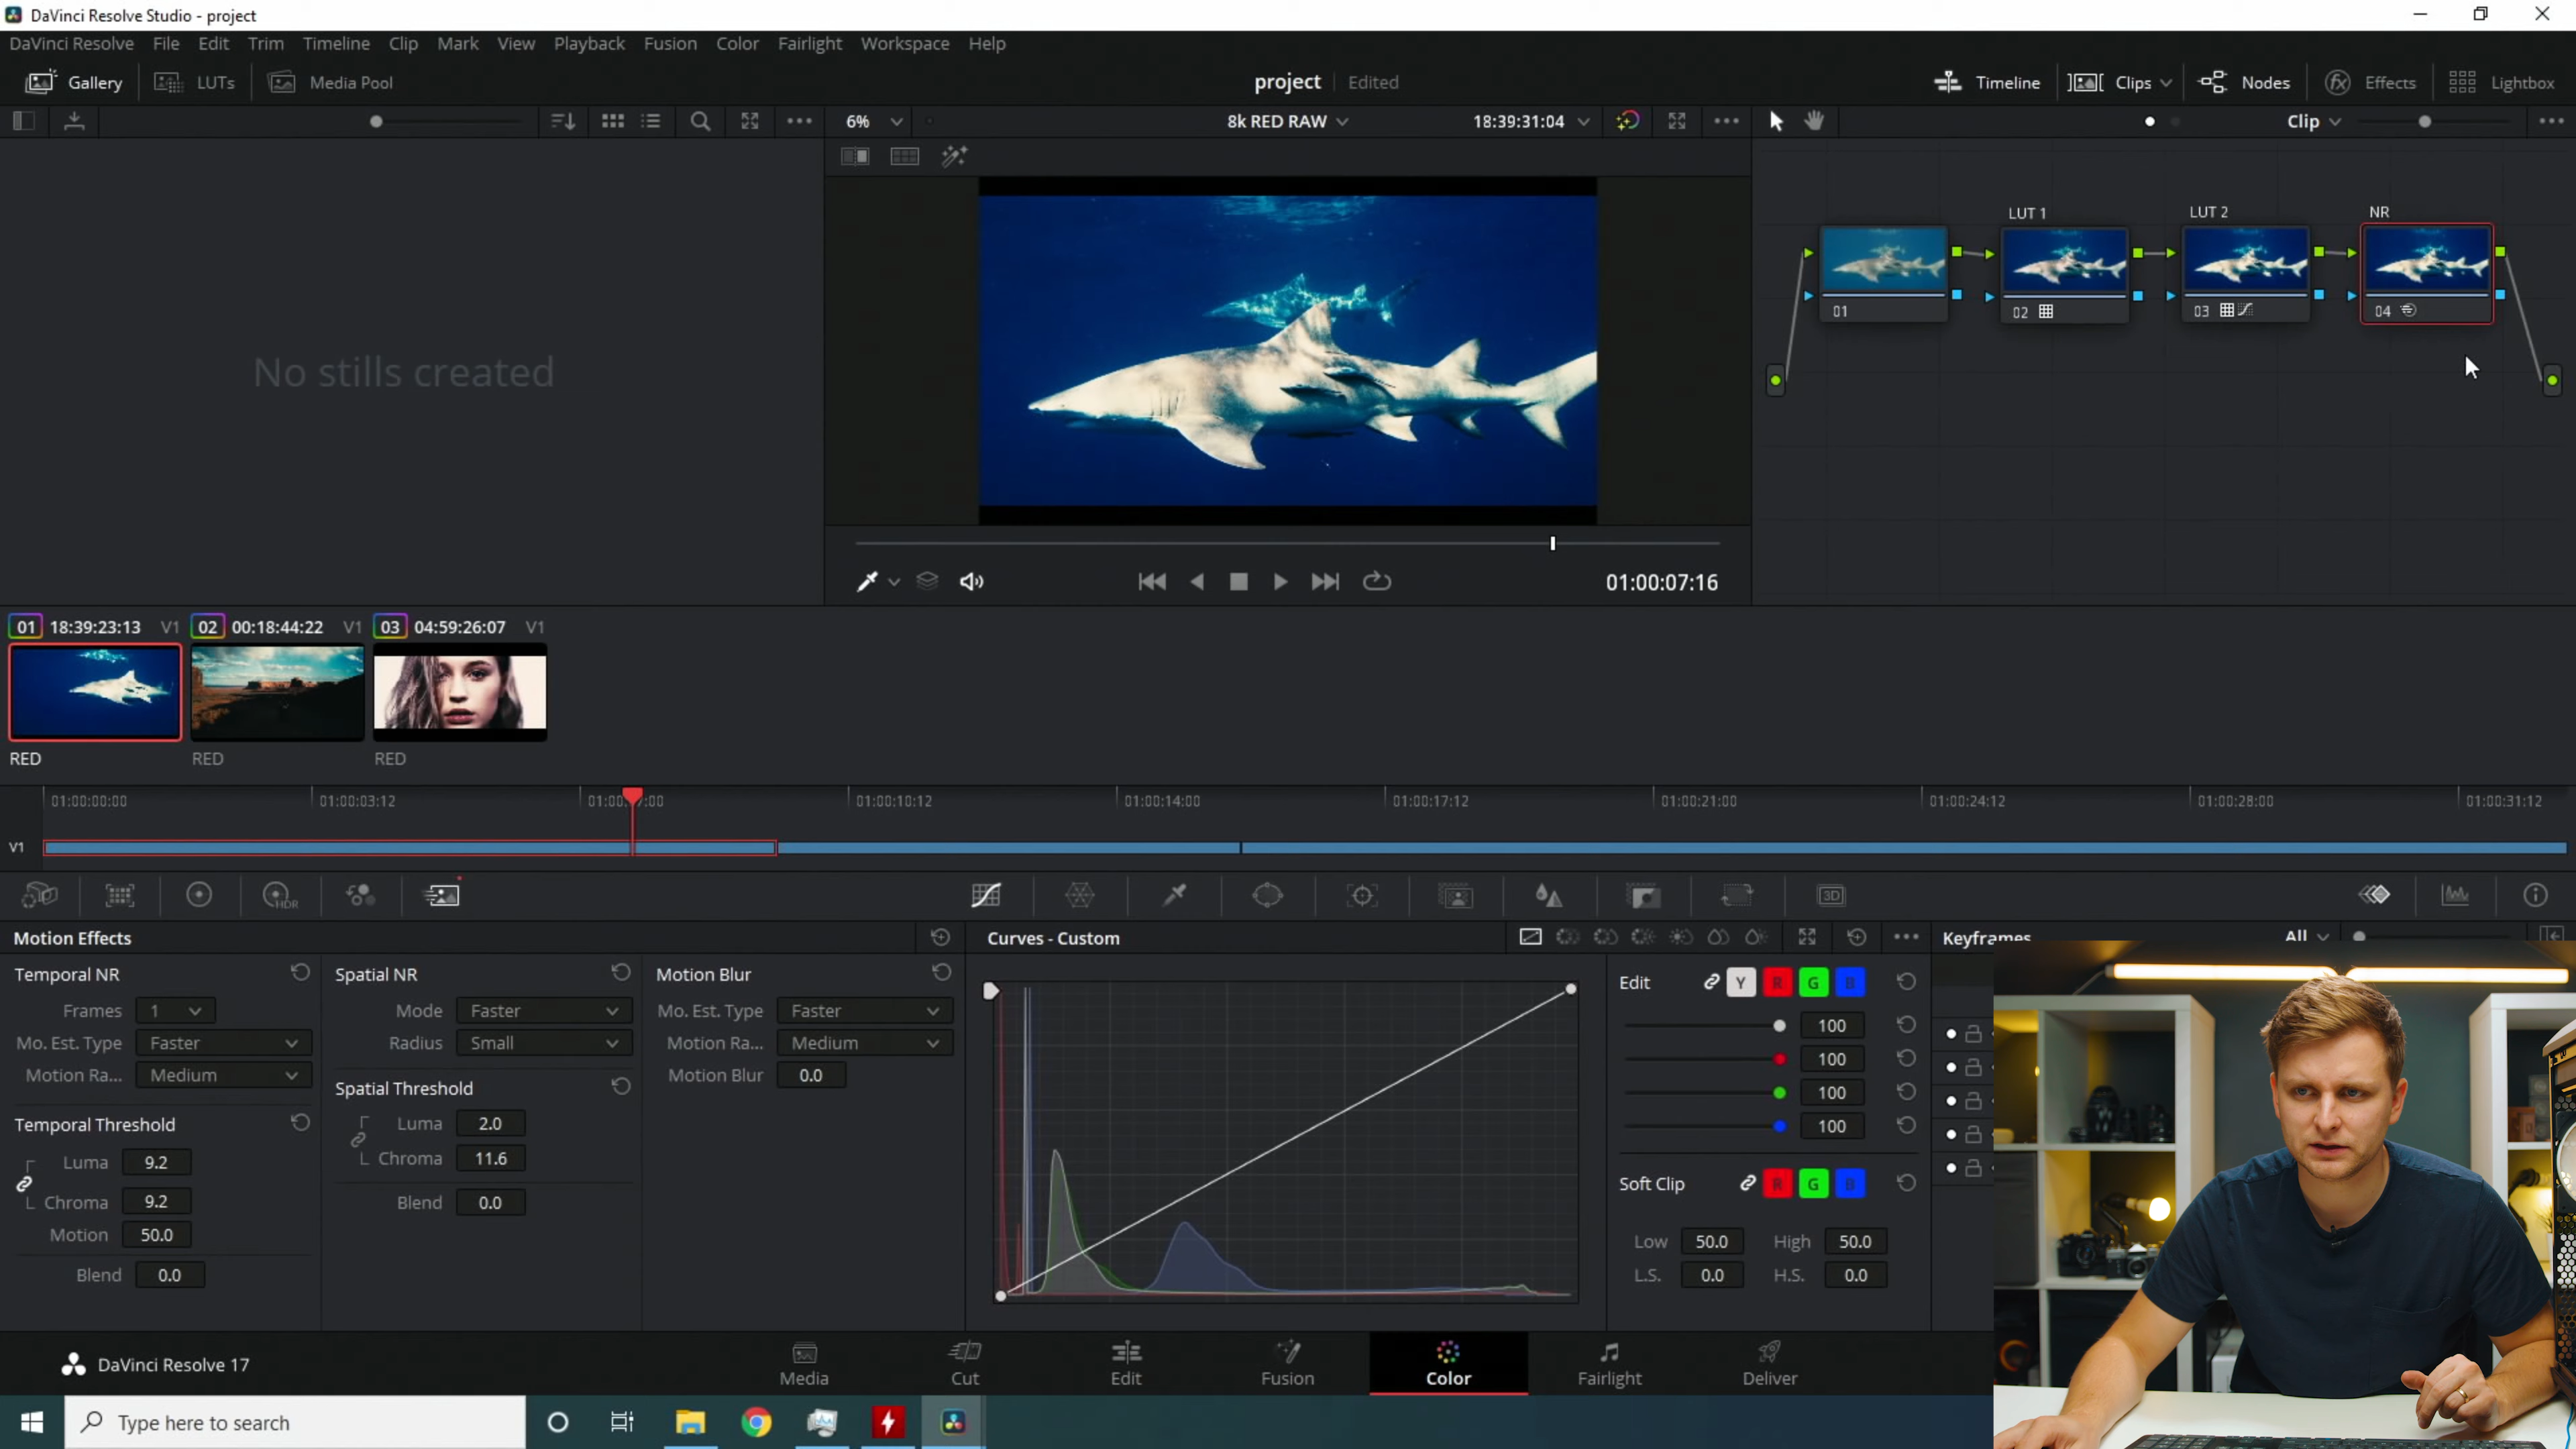 DaVinci Resolve Studio - project
DaVinci Resolve File Edit Trim Timeline Clip Mark View Playback Fusion Color Fairlight Workspace Help
Gallery LUTs Media Pool project Edited Timeline Clips Nodes Effects Lightbox
6% 8k RED RAW 18:39:31:04 Clip
No stills created
LUT 1 LUT 2 NR
01 02 03 04
01:00:07:16
01 18:39:23:13 V1 02 00:18:44:22 V1 03 04:59:26:07 V1
RED RED RED
01:00:00:00 01:00:03:12 01:00: :00 01:00:10:12 01:00:14:00 01:00:17:12 01:00:21:00 01:00:24:12 01:00:28:00 01:00:31:12
V1
HDR 3D
Motion Effects Curves - Custom Keyframes All
Temporal NR Spatial NR Motion Blur Edit Y R G B
Frames 1 Mode Faster Mo. Est. Type Faster
100
Mo. Est. Type Faster Radius Small Motion Ra... Medium
100
Motion Ra... Medium Spatial Threshold Motion Blur 0.0
100
Temporal Threshold Luma 2.0
100
Luma 9.2 Chroma 11.6
Soft Clip R G B
Chroma 9.2 Blend 0.0
Motion 50.0 Low 50.0 High 50.0
Blend 0.0 L.S. 0.0 H.S. 0.0
DaVinci Resolve 17 Media Cut Edit Fusion Color Fairlight Deliver
Type here to search